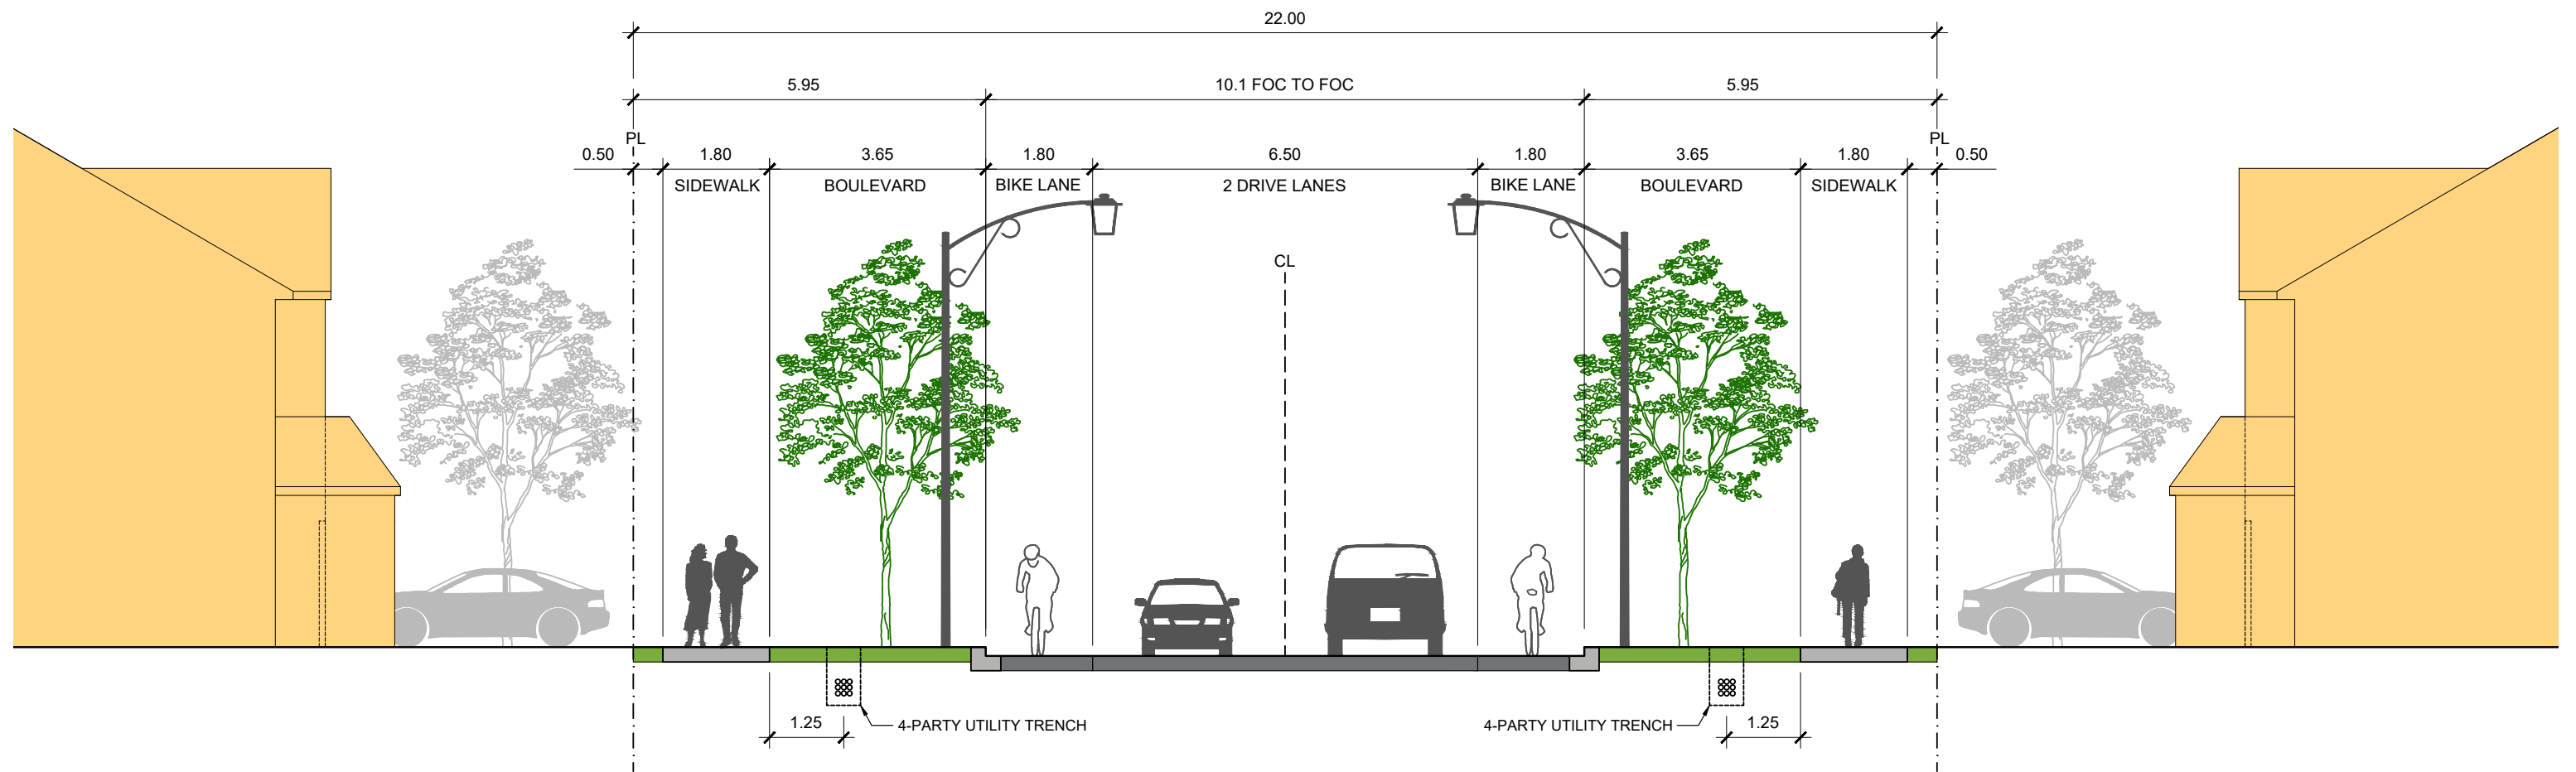 22.00
5.95 10.1 FOC TO FOC 5.95
PL PL
0.50 1.80 3.65 1.80 6.50 1.80 3.65 1.80 0.50
SIDEWALK BOULEVARD BIKE LANE 2 DRIVE LANES BIKE LANE BOULEVARD SIDEWALK
CL
1.25 4-PARTY UTILITY TRENCH 4-PARTY UTILITY TRENCH 1.25